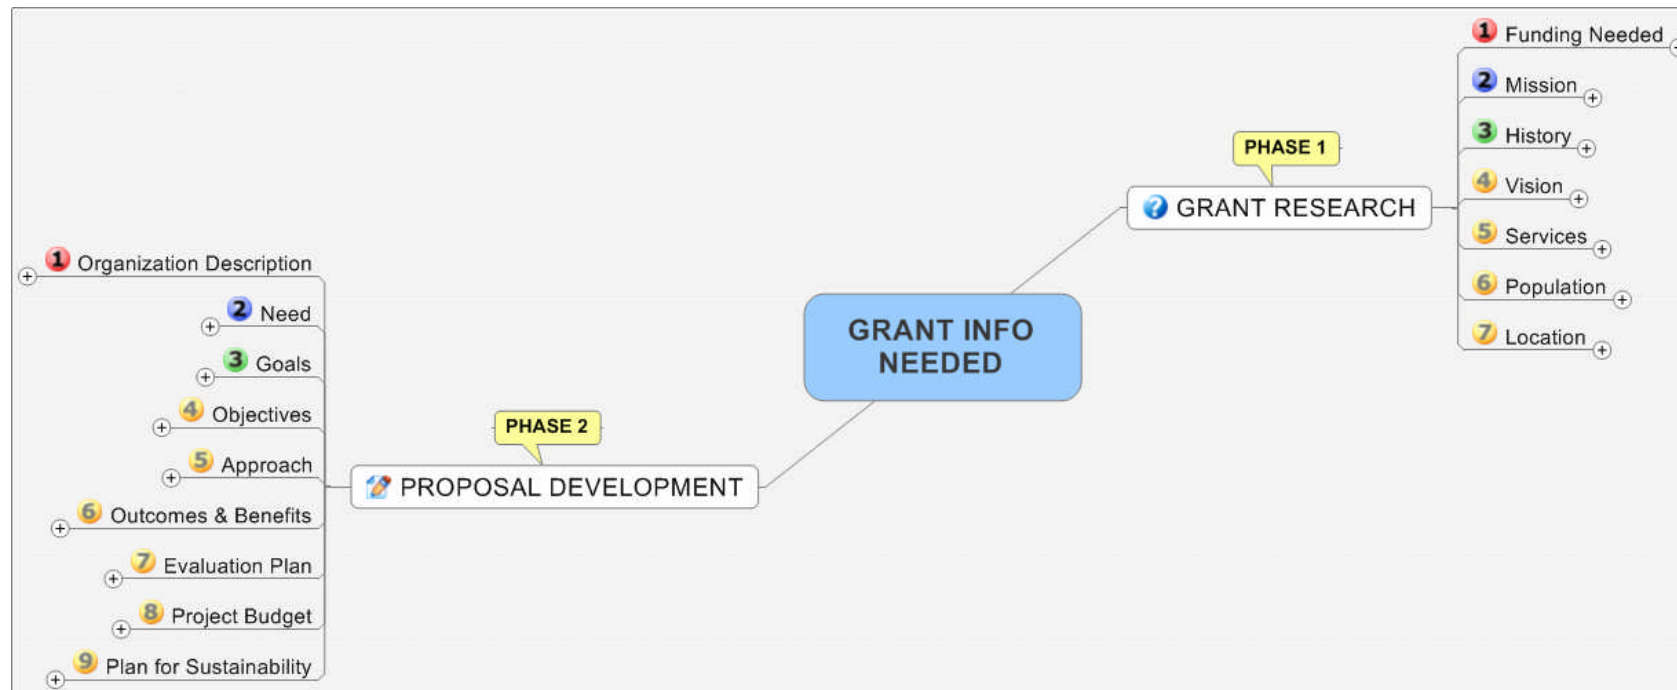 GRANT INFO
NEEDED
PHASE 1
GRANT RESEARCH
1 Funding Needed
2 Mission
3 History
4 Vision
5 Services
6 Population
7 Location
PHASE 2
PROPOSAL DEVELOPMENT
1 Organization Description
2 Need
3 Goals
4 Objectives
5 Approach
6 Outcomes & Benefits
7 Evaluation Plan
8 Project Budget
9 Plan for Sustainability